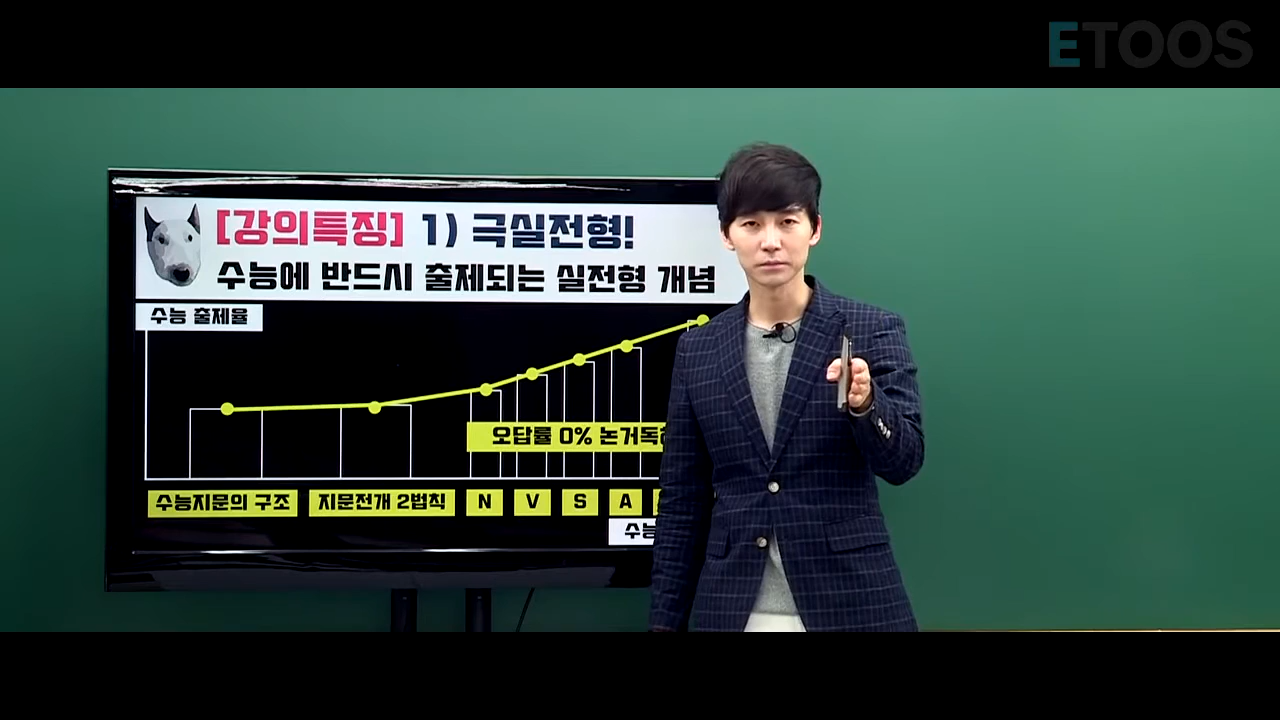 ETOOS
[강의특징] 1) 극실전형!
수능에 반드시 출제되는 실전형 개념
수능 출제율
오답률 0% 논거독
수능지문의 구조 지문전개 2법칙 N V S A
수능